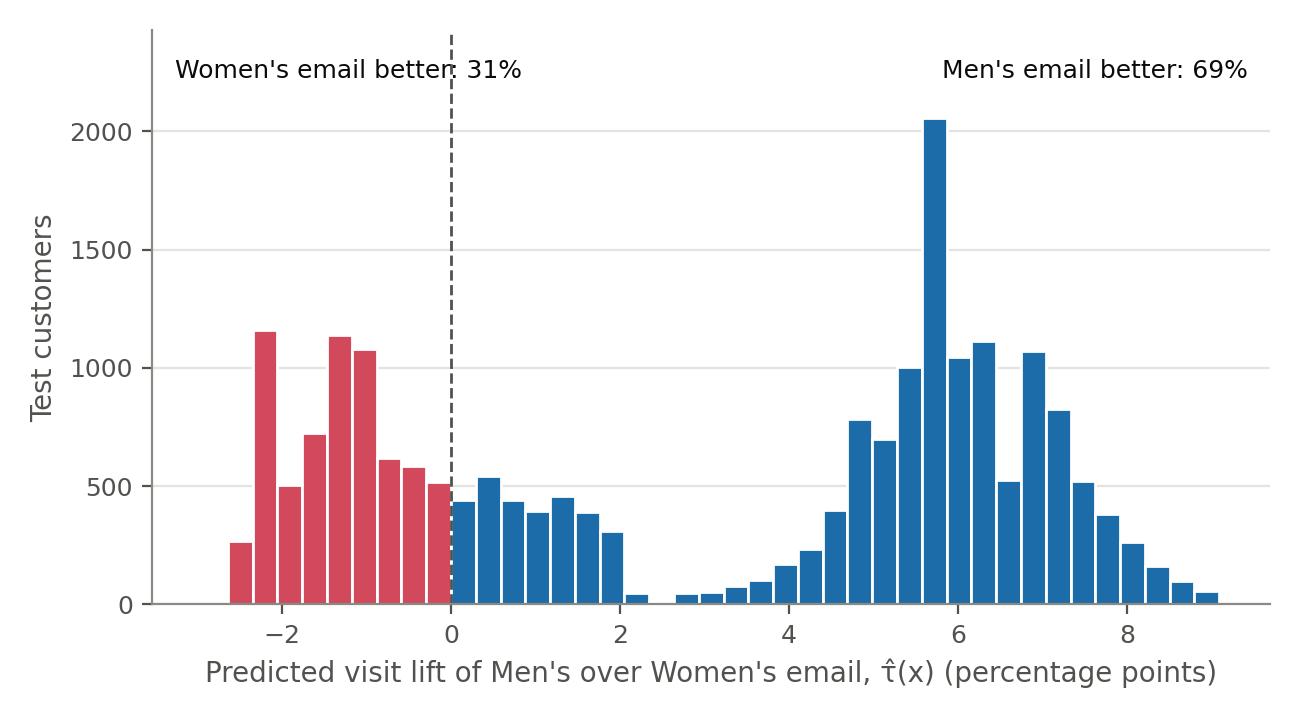 Women's email better: 31%
Men's email better: 69%
2000
1500
1000
500
0
Test customers
−2
0
2
4
6
8
Predicted visit lift of Men's over Women's email, τ̂(x) (percentage points)